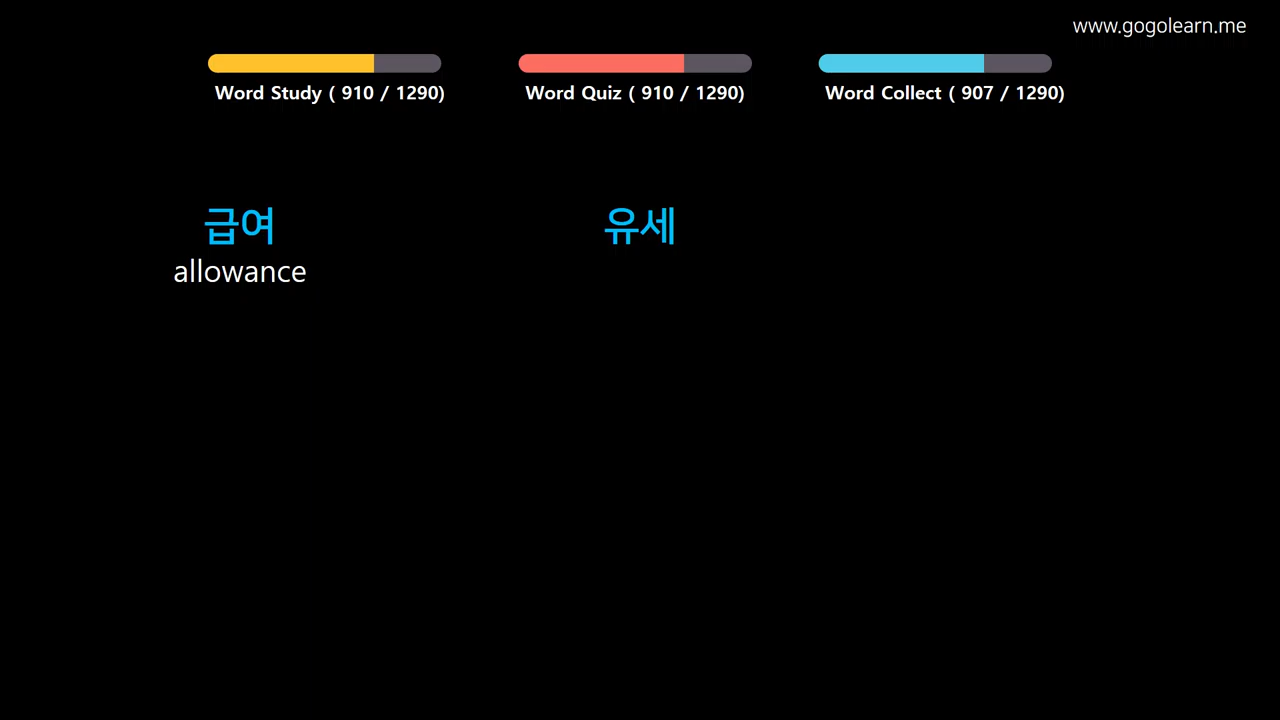 www.gogolearn.me
Word Study ( 910 / 1290)
Word Quiz ( 910 / 1290)
Word Collect ( 907 / 1290)
급여
allowance
유세